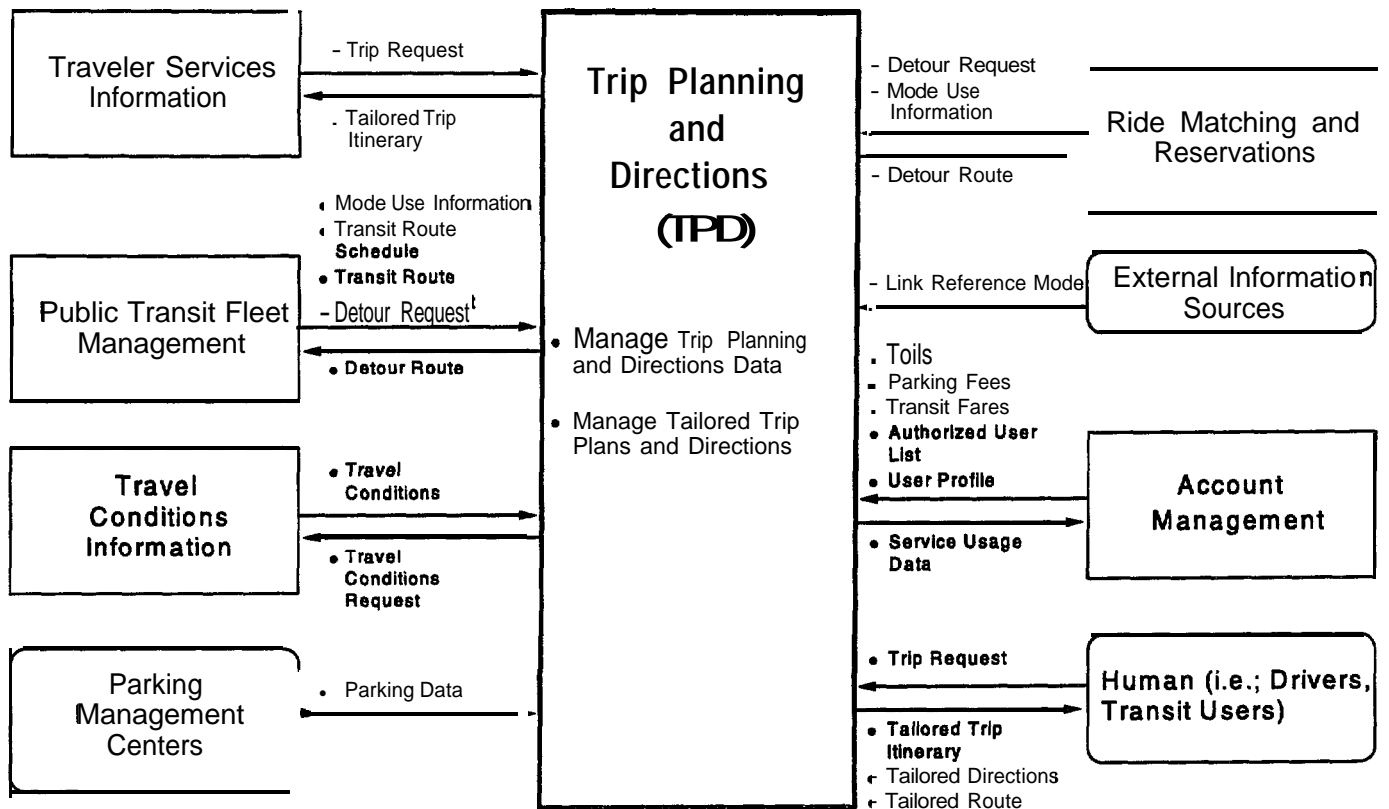 Traveler Services
Information
- Trip Request
. Tailored Trip
Itinerary
• Mode Use Information
• Transit Route
Schedule
• Transit Route
- Detour Request
Public Transit Fleet
Management
• Detour Route
Travel
Conditions
Information
• Travel
Conditions
• Travel
Conditions
Request
Parking
Management
Centers
• Parking Data
Trip Planning
and
Directions
(TPD)
• Manage Trip Planning
and Directions Data
• Manage Tailored Trip
Plans and Directions
- Detour Request
- Mode Use
Information
- Detour Route
Ride Matching and
Reservations
- Link Reference Mode
External Information
Sources
. Toils
- Parking Fees
. Transit Fares
• Authorized User
List
• User Profile
• Service Usage
Data
Account
Management
• Trip Request
Human (i.e.; Drivers,
Transit Users)
• Tailored Trip
Itinerary
- Tailored Directions
- Tailored Route